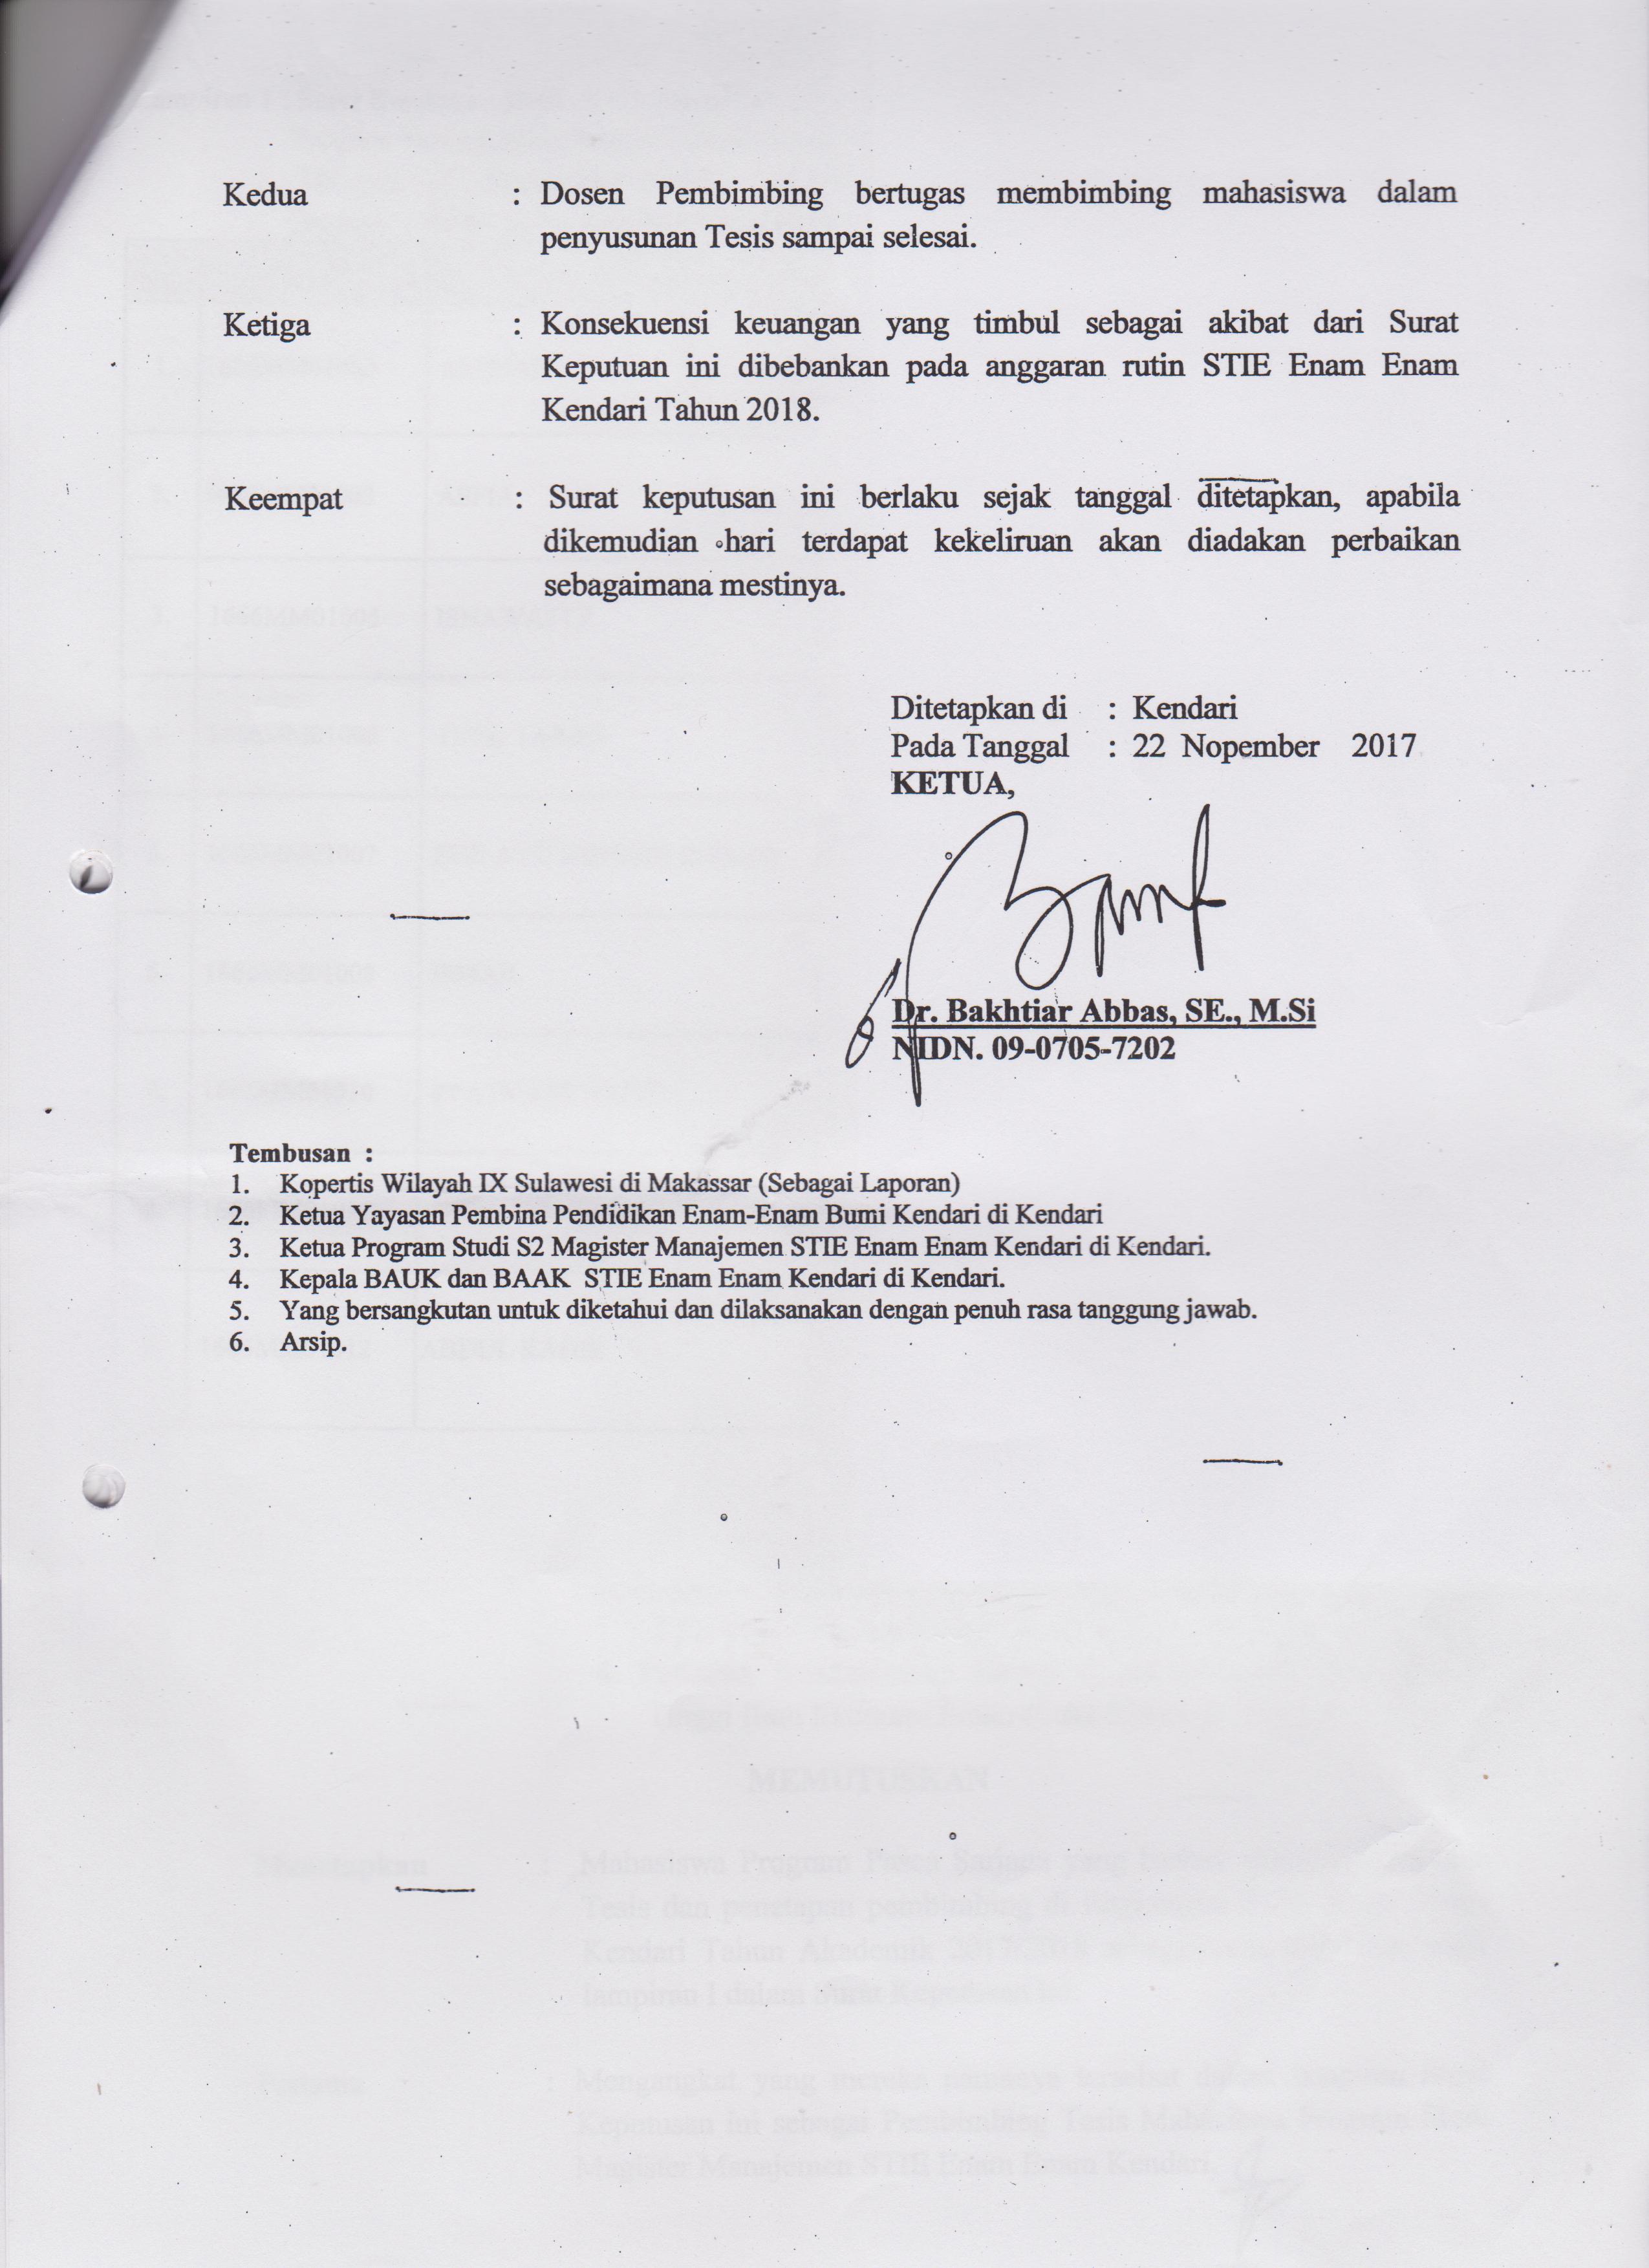 Kedua : Dosen Pembimbing bertugas membimbing mahasiswa dalam
penyusunan Tesis sampai selesai.
Ketiga : Konsekuensi keuangan yang timbul sebagai akibat dari Surat
Keputuan ini dibebankan pada anggaran rutin STIE Enam Enam
Kendari Tahun 2018.
Keempat : Surat keputusan ini berlaku sejak tanggal ditetapkan, apabila
dikemudian hari terdapat kekeliruan akan diadakan perbaikan
sebagaimana mestinya.
Ditetapkan di : Kendari
Pada Tanggal : 22 Nopember 2017
KETUA,
Dr. Bakhtiar Abbas, SE., M.Si
NIDN. 09-0705-7202
Tembusan :
1. Kopertis Wilayah IX Sulawesi di Makassar (Sebagai Laporan)
2. Ketua Yayasan Pembina Pendidikan Enam-Enam Bumi Kendari di Kendari
3. Ketua Program Studi S2 Magister Manajemen STIE Enam Enam Kendari di Kendari.
4. Kepala BAUK dan BAAK STIE Enam Enam Kendari di Kendari.
5. Yang bersangkutan untuk diketahui dan dilaksanakan dengan penuh rasa tanggung jawab.
6. Arsip.
MEMUTUSKAN